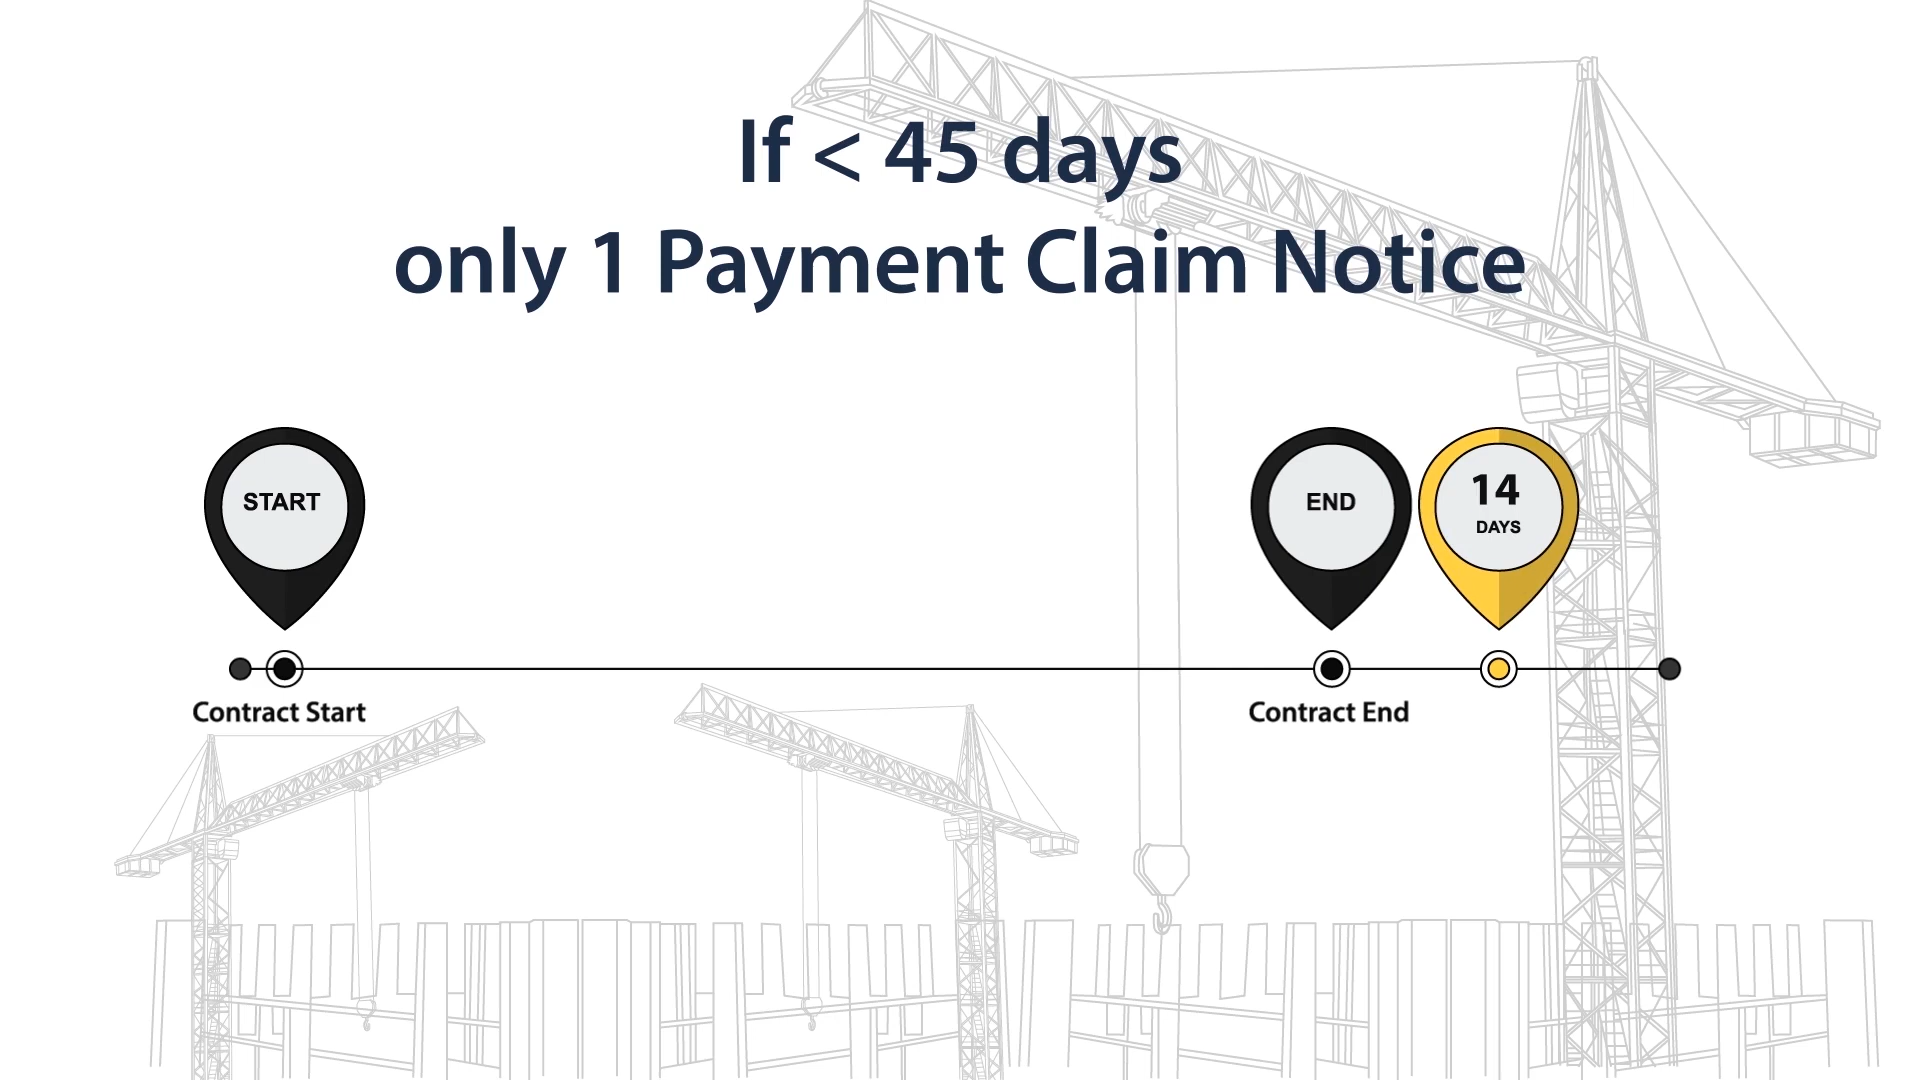 If < 45 days
only 1 Payment Claim Notice
START
END
14
DAYS
Contract Start
Contract End